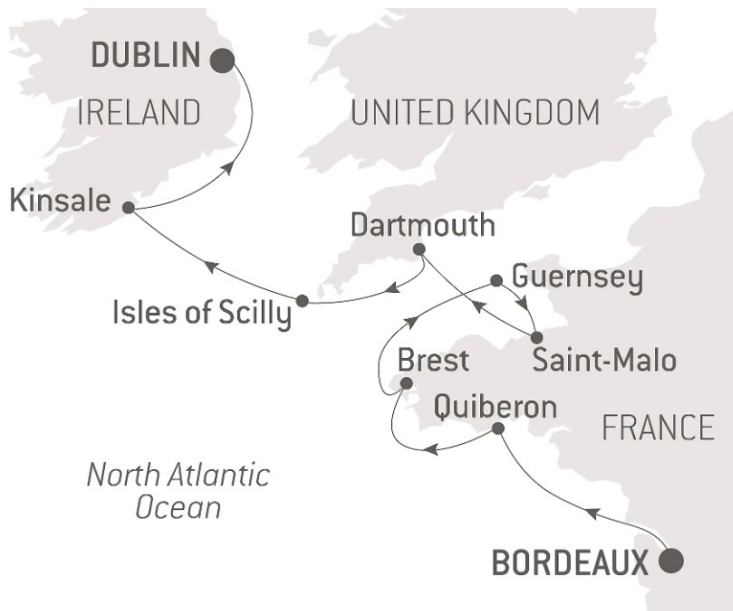 DUBLIN
IRELAND
UNITED KINGDOM
Kinsale
Dartmouth
Guernsey
Isles of Scilly
Brest
Saint-Malo
Quiberon
FRANCE
North Atlantic
Ocean
BORDEAUX